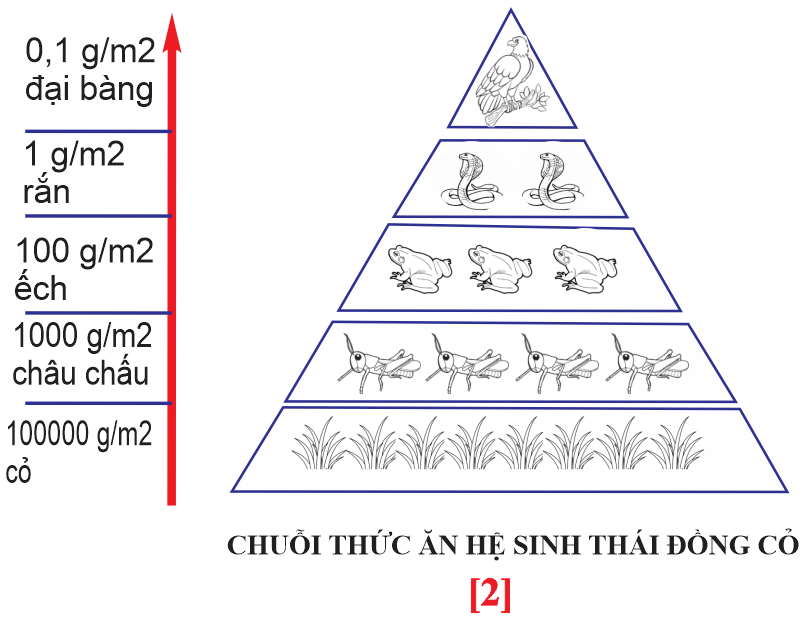 0,1 g/m2
đại bàng
1 g/m2
rắn
100 g/m2
ếch
1000 g/m2
châu chấu
100000 g/m2
cỏ
CHUỖI THỨC ĂN HỆ SINH THÁI ĐỒNG CỎ
[2]